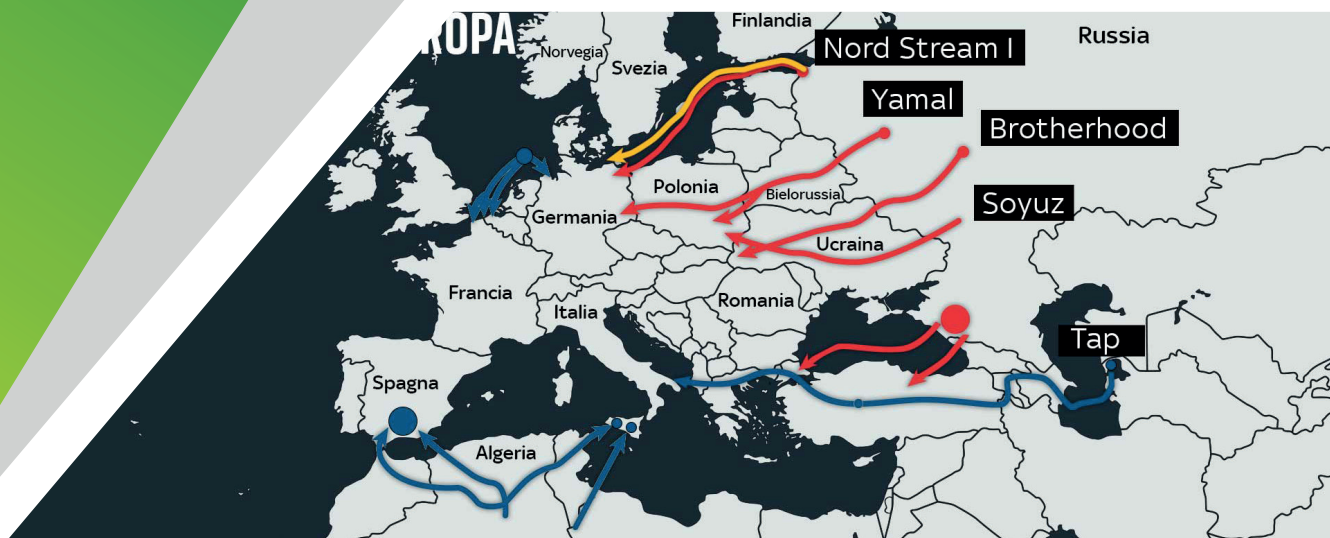 ROPA
Finlandia
Norvegia
Svezia
Nord Stream I
Russia
Yamal
Brotherhood
Polonia
Bielorussia
Soyuz
Germania
Ucraina
Francia
Romania
Italia
Tap
Spagna
Algeria